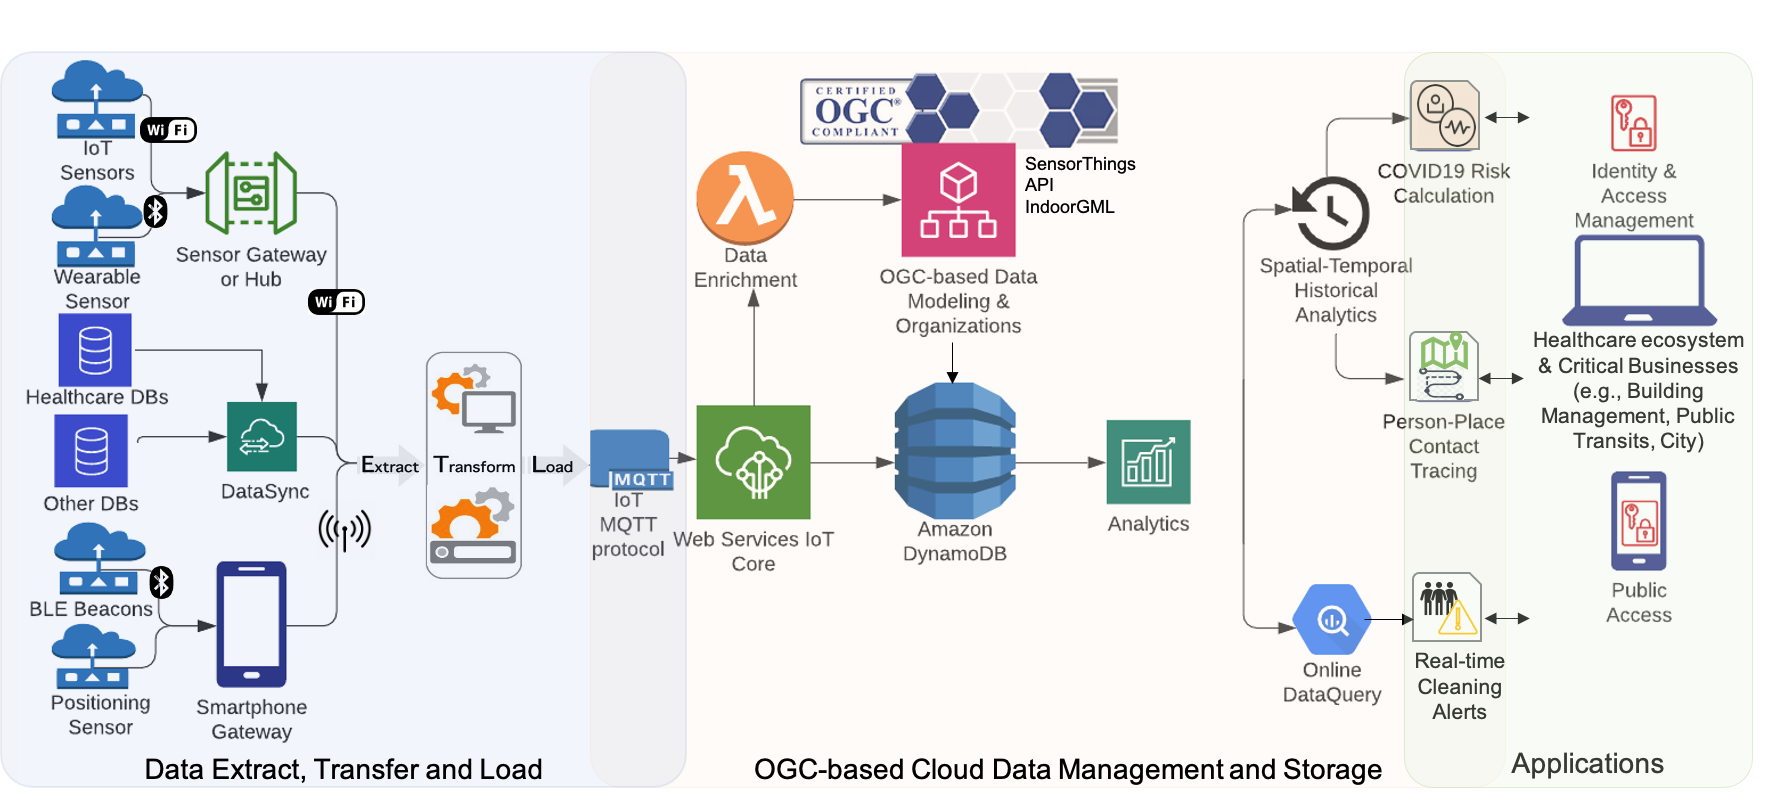 IoT
Sensors
Wi Fi
Wearable
Sensor
Sensor Gateway
or Hub
Wi Fi
Healthcare DBs
Other DBs
DataSync
BLE Beacons
Positioning
Sensor
Smartphone
Gateway
Extract
Transform
Load
MQTT
IoT
MQTT
protocol
Data Extract, Transfer and Load
CERTIFIED
OGC®
COMPLIANT
SensorThings
API
IndoorGML
Data
Enrichment
OGC-based Data
Modeling &
Organizations
Web Services IoT
Core
Amazon
DynamoDB
Analytics
Spatial-Temporal
Historical
Analytics
Online
DataQuery
OGC-based Cloud Data Management and Storage
COVID19 Risk
Calculation
Person-Place
Contact
Tracing
Real-time
Cleaning
Alerts
Identity &
Access
Management
Healthcare ecosystem
& Critical Businesses
(e.g., Building
Management, Public
Transits, City)
Public
Access
Applications